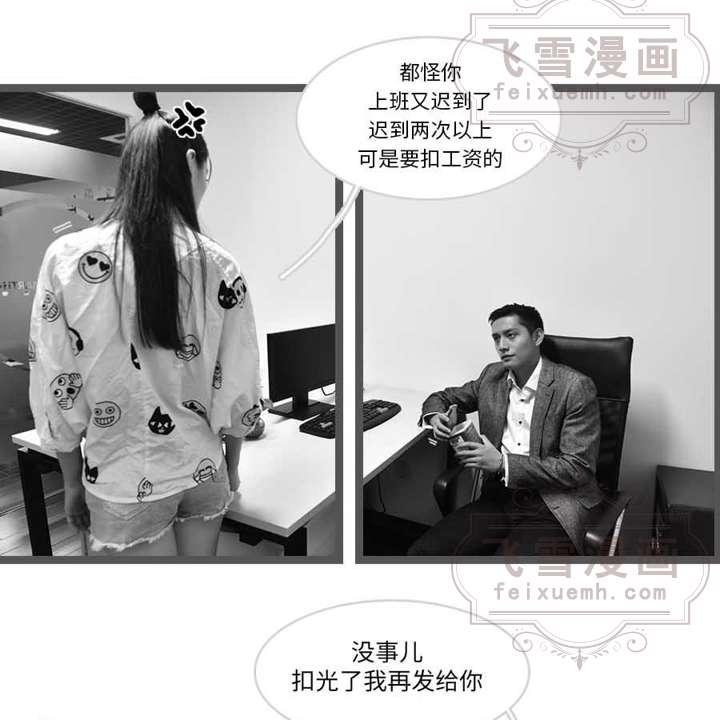 飞雪漫画
feixuemh.com
都怪你
上班又迟到了
迟到两次以上
可是要扣工资的
飞雪漫画
feixuemh.com
没事儿
扣光了我再发给你